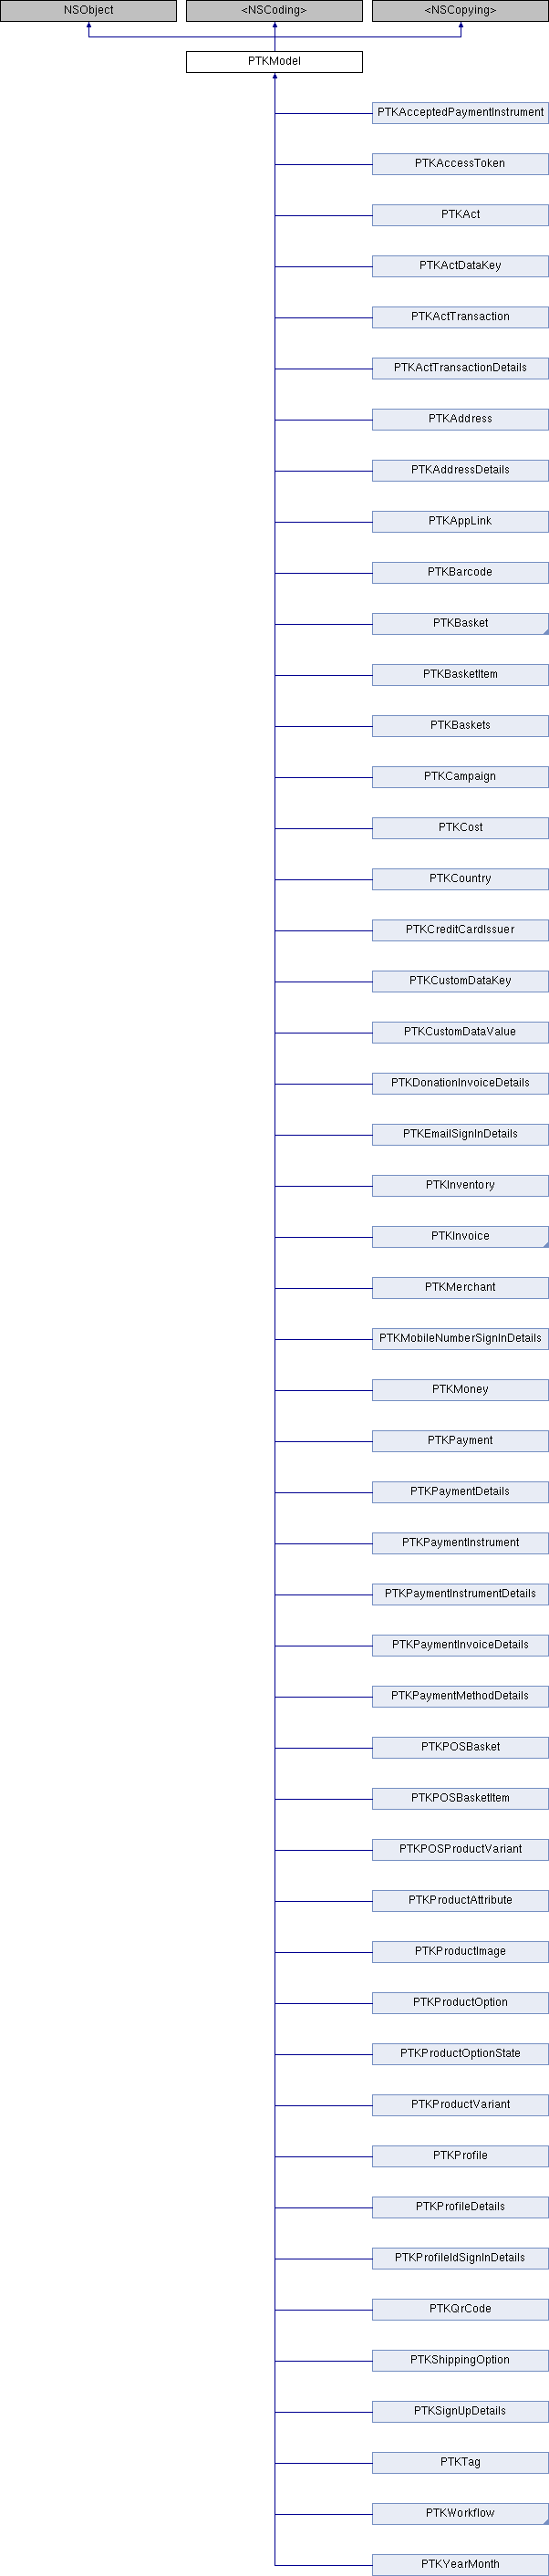 NSObject
<NSCoding>
<NSCopying>
PTKModel
PTKAcceptedPaymentInstrument
PTKAccessToken
PTKAct
PTKActDataKey
PTKActTransaction
PTKActTransactionDetails
PTKAddress
PTKAddressDetails
PTKAppLink
PTKBarcode
PTKBasket
PTKBasketItem
PTKBaskets
PTKCampaign
PTKCost
PTKCountry
PTKCreditCardIssuer
PTKCustomDataKey
PTKCustomDataValue
PTKDonationInvoiceDetails
PTKEmailSignInDetails
PTKInventory
PTKInvoice
PTKMerchant
PTKMobileNumberSignInDetails
PTKMoney
PTKPayment
PTKPaymentDetails
PTKPaymentInstrument
PTKPaymentInstrumentDetails
PTKPaymentInvoiceDetails
PTKPaymentMethodDetails
PTKPOSBasket
PTKPOSBasketItem
PTKPOSProductVariant
PTKProductAttribute
PTKProductImage
PTKProductOption
PTKProductOptionState
PTKProductVariant
PTKProfile
PTKProfileDetails
PTKProfileIdSignInDetails
PTKQrCode
PTKShippingOption
PTKSignUpDetails
PTKTag
PTKWorkflow
PTKYearMonth